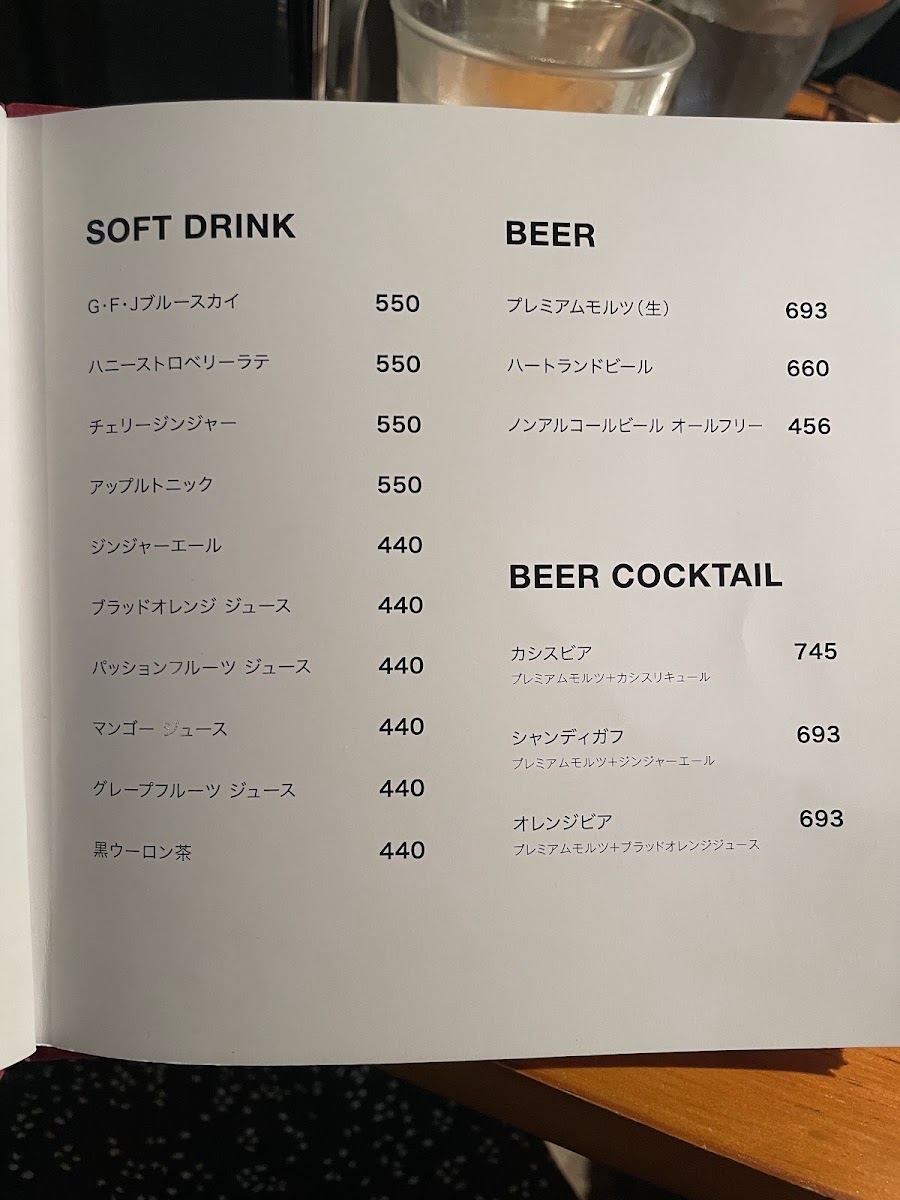 SOFT DRINK
G・F・Jブルースカイ 550
ハニーストロベリーラテ 550
チェリージンジャー 550
アップルトニック 550
ジンジャーエール 440
ブラッドオレンジ ジュース 440
パッションフルーツ ジュース 440
マンゴー ジュース 440
グレープフルーツ ジュース 440
黒ウーロン茶 440
BEER
プレミアムモルツ(生) 693
ハートランドビール 660
ノンアルコールビール オールフリー 456
BEER COCKTAIL
カシスビア 745
プレミアムモルツ+カシスリキュール
シャンディガフ 693
プレミアムモルツ+ジンジャーエール
オレンジビア 693
プレミアムモルツ+ブラッドオレンジジュース